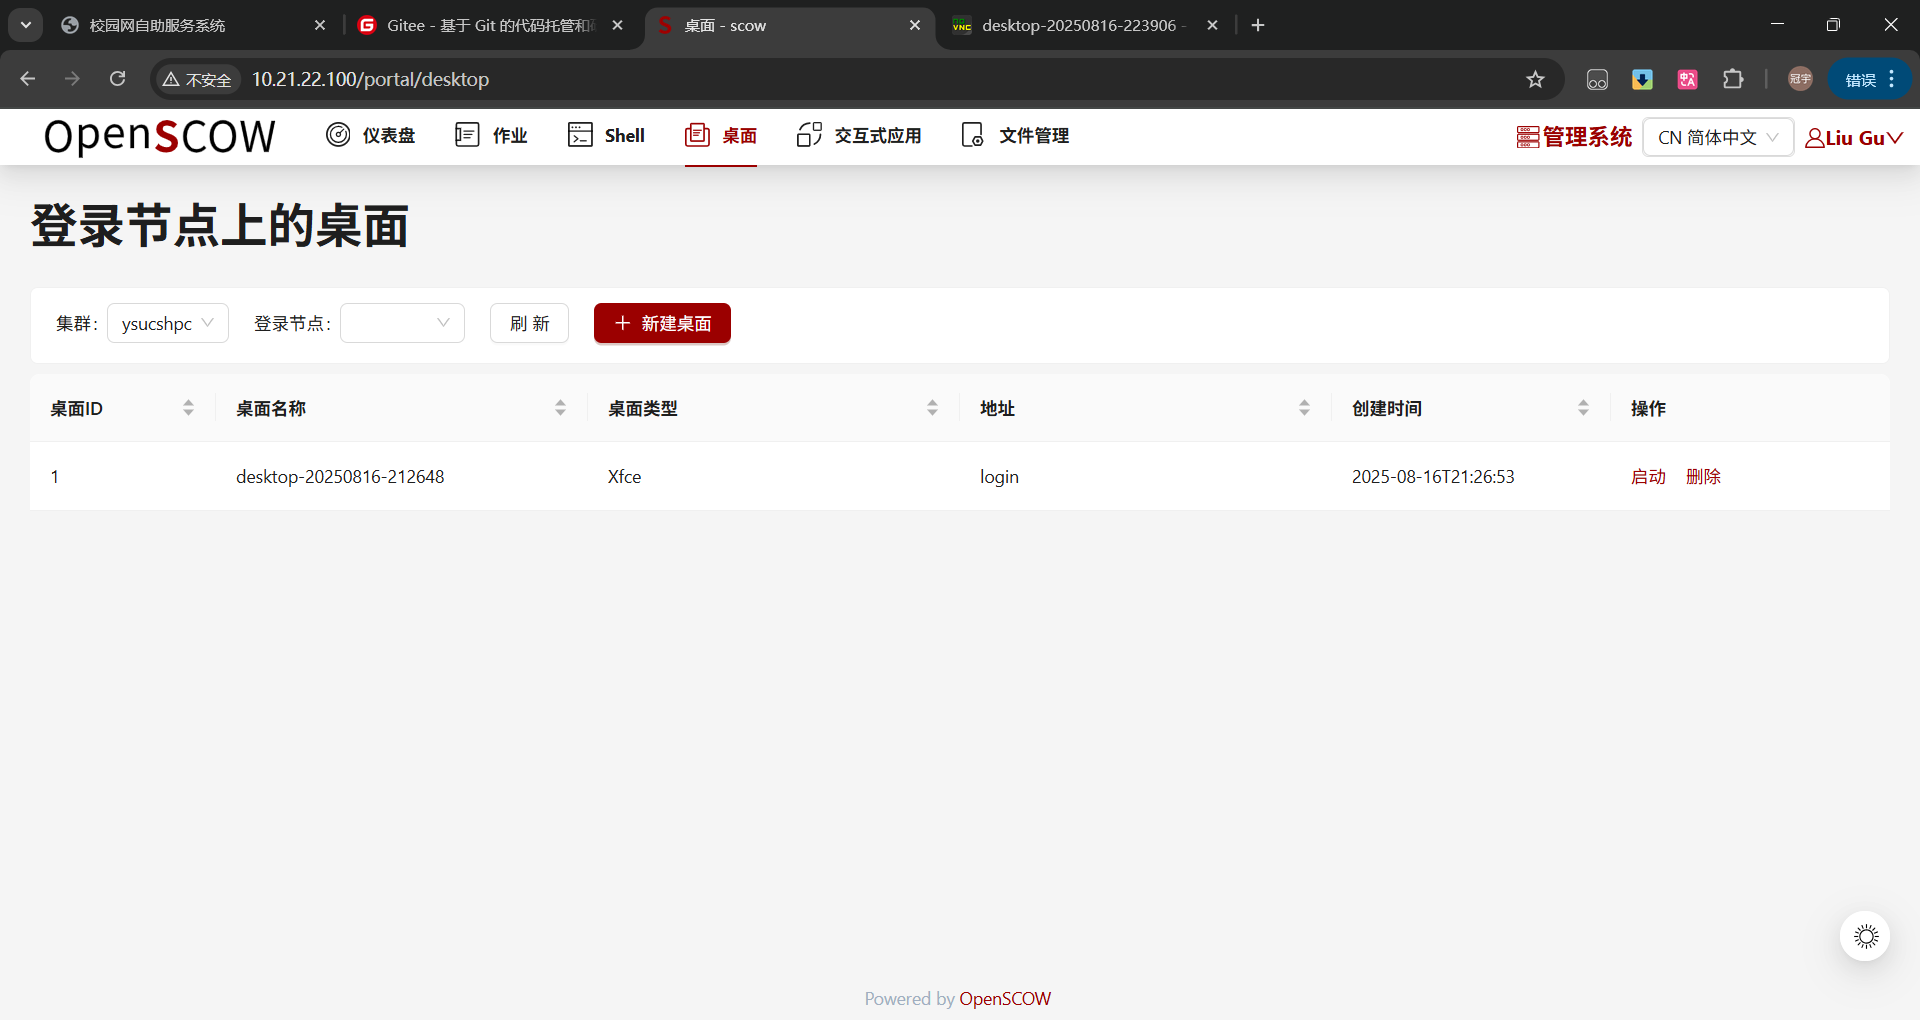 校园网自助服务系统
Gitee - 基于 Git 的代码托管和
桌面 - scow
VNC
desktop-20250816-223906 -
不安全
10.21.22.100/portal/desktop
冠宇
错误
OpenSCOW
仪表盘
作业
Shell
桌面
交互式应用
文件管理
管理系统
CN 简体中文
Liu Gu
登录节点上的桌面
集群:
ysucshpc
登录节点:
刷 新
新建桌面
桌面ID
桌面名称
桌面类型
地址
创建时间
操作
1
desktop-20250816-212648
Xfce
login
2025-08-16T21:26:53
启动
删除
Powered by OpenSCOW